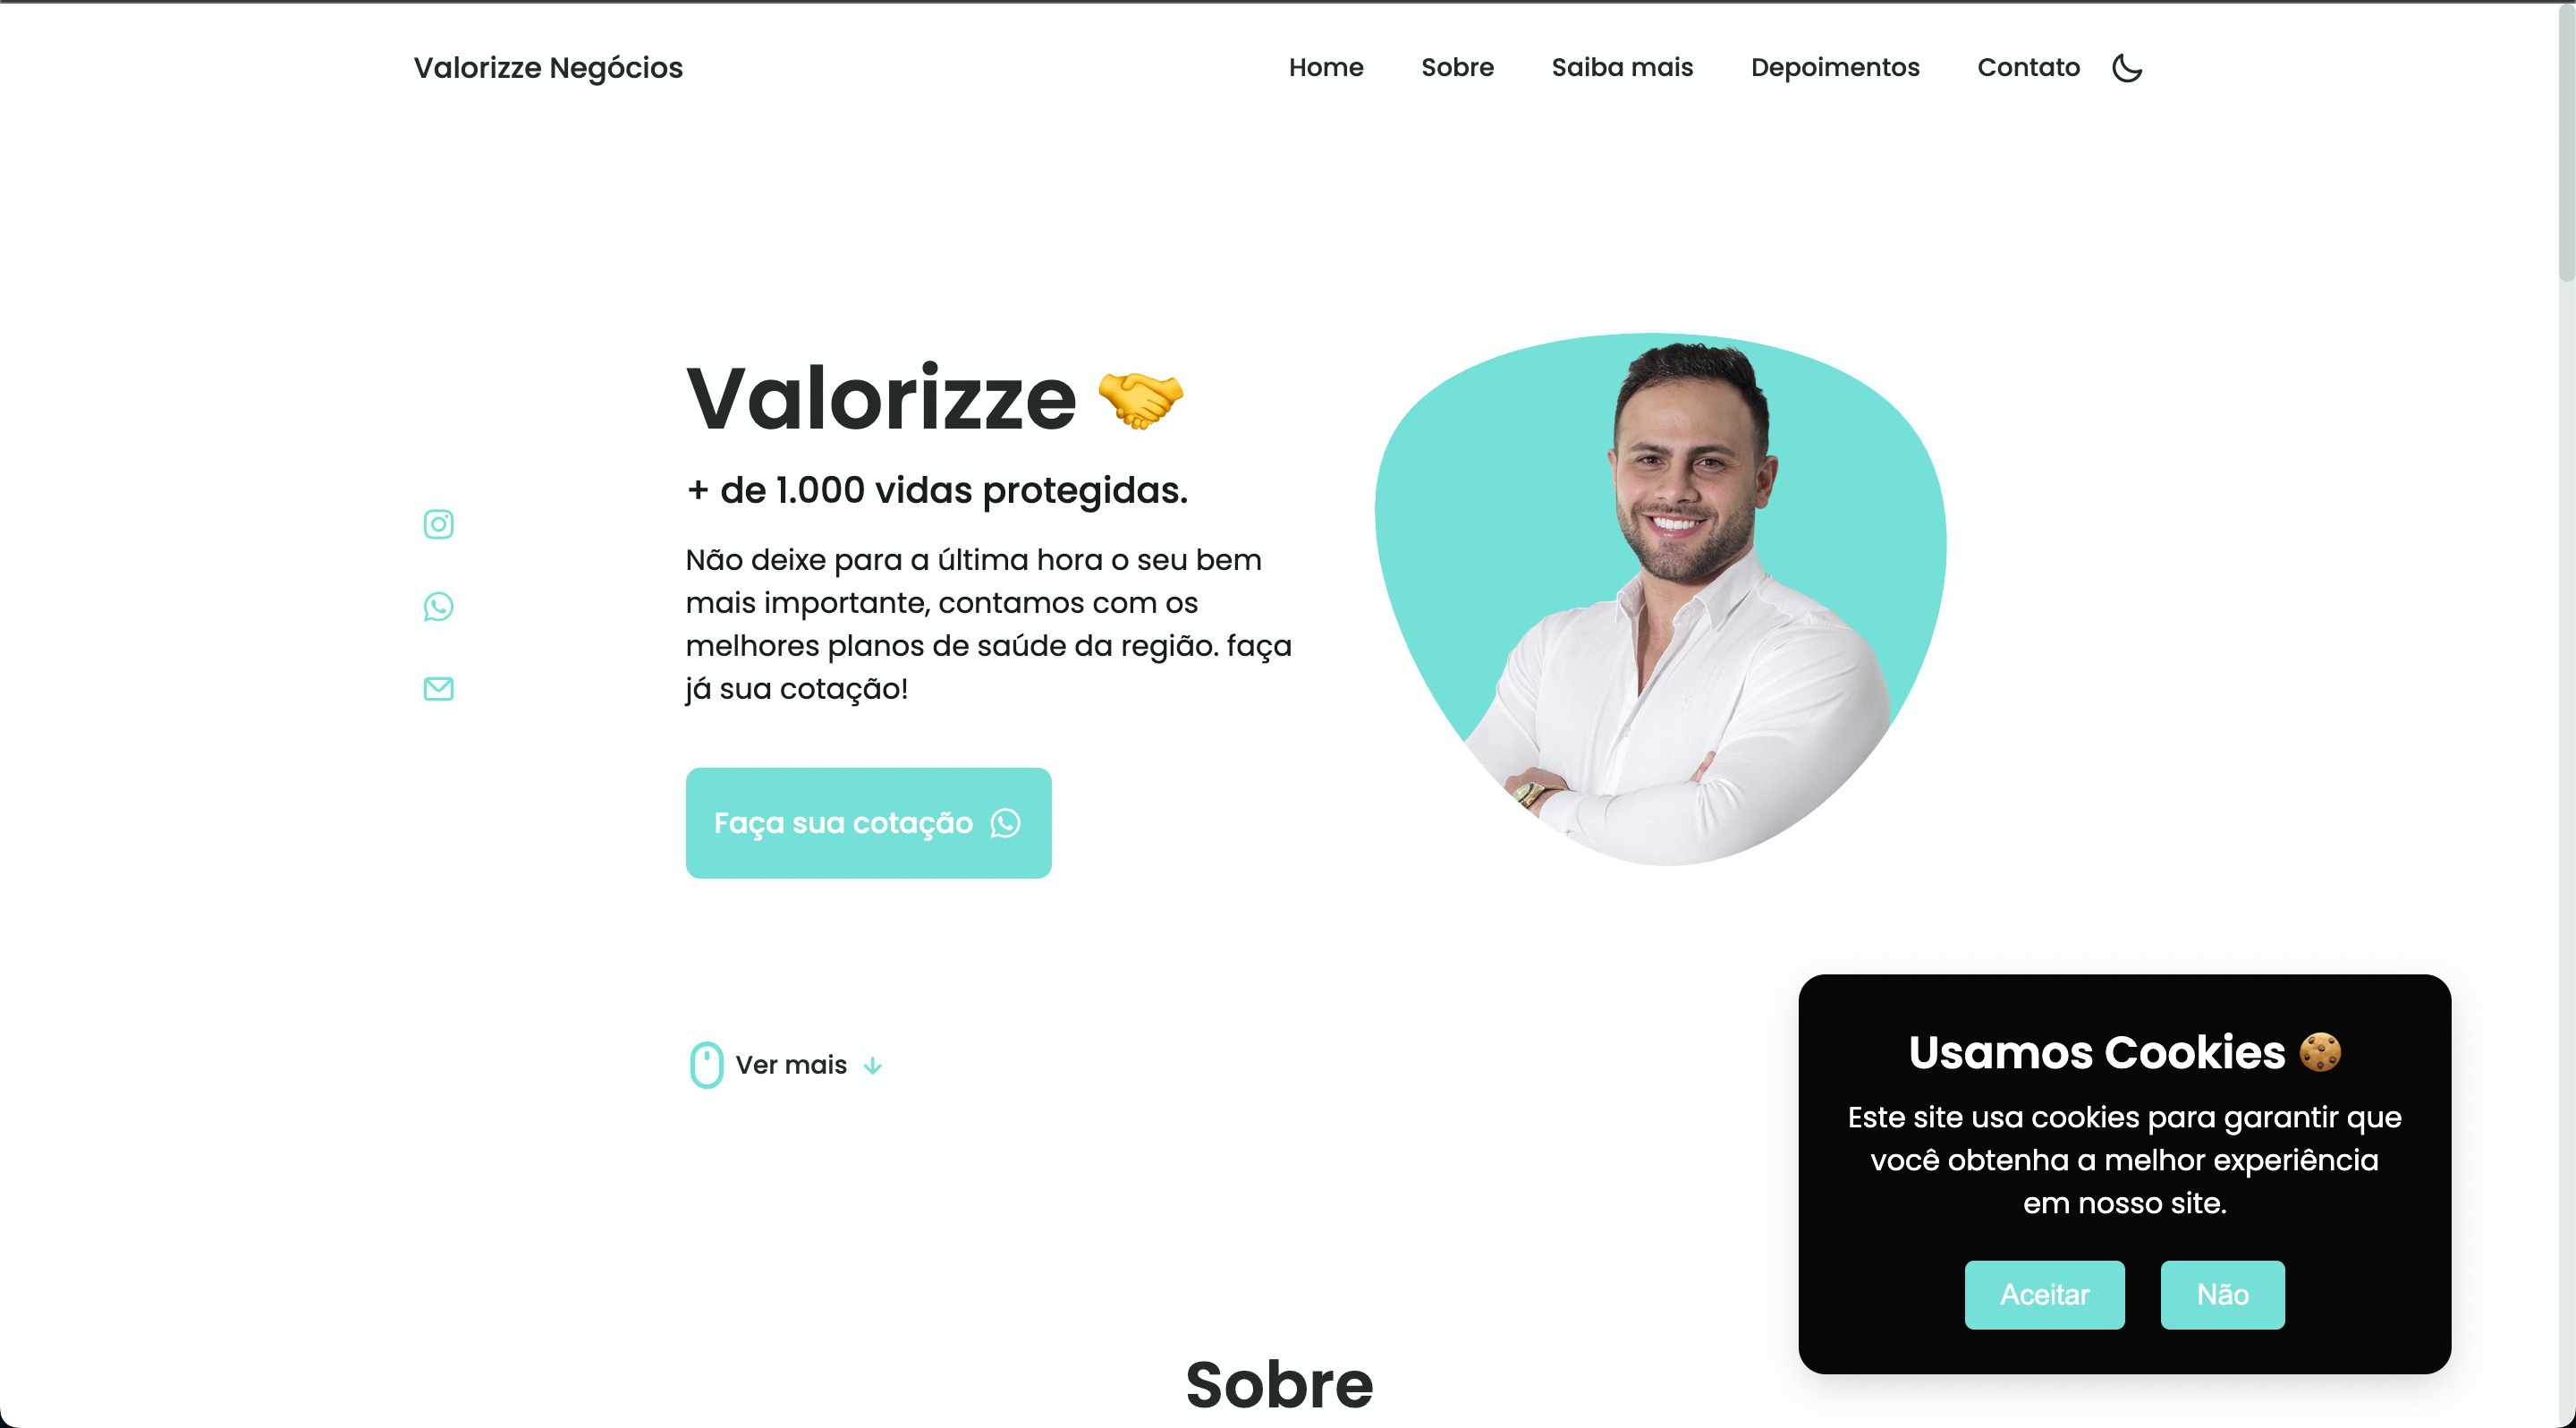 Valorizze Negócios
Home Sobre Saiba mais Depoimentos Contato
Valorizze 🤝
+ de 1.000 vidas protegidas.
Não deixe para a última hora o seu bem
mais importante, contamos com os
melhores planos de saúde da região. faça
já sua cotação!
Faça sua cotação
Ver mais
Usamos Cookies 🍪
Este site usa cookies para garantir que
você obtenha a melhor experiência
em nosso site.
Aceitar Não
Sobre